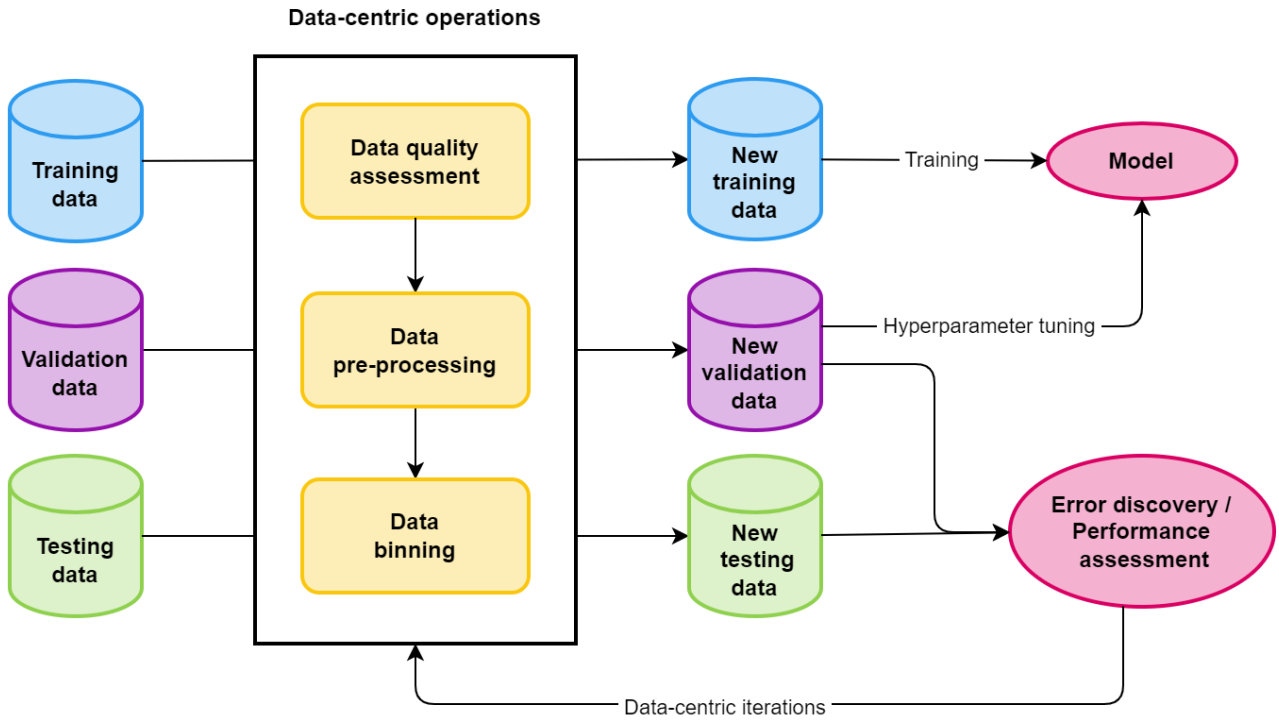 Data-centric operations
Training
data
Data quality
assessment
New
training
data
Training
Model
Validation
data
Data
pre-processing
New
validation
data
Hyperparameter tuning
Testing
data
Data
binning
New
testing
data
Error discovery /
Performance
assessment
Data-centric iterations